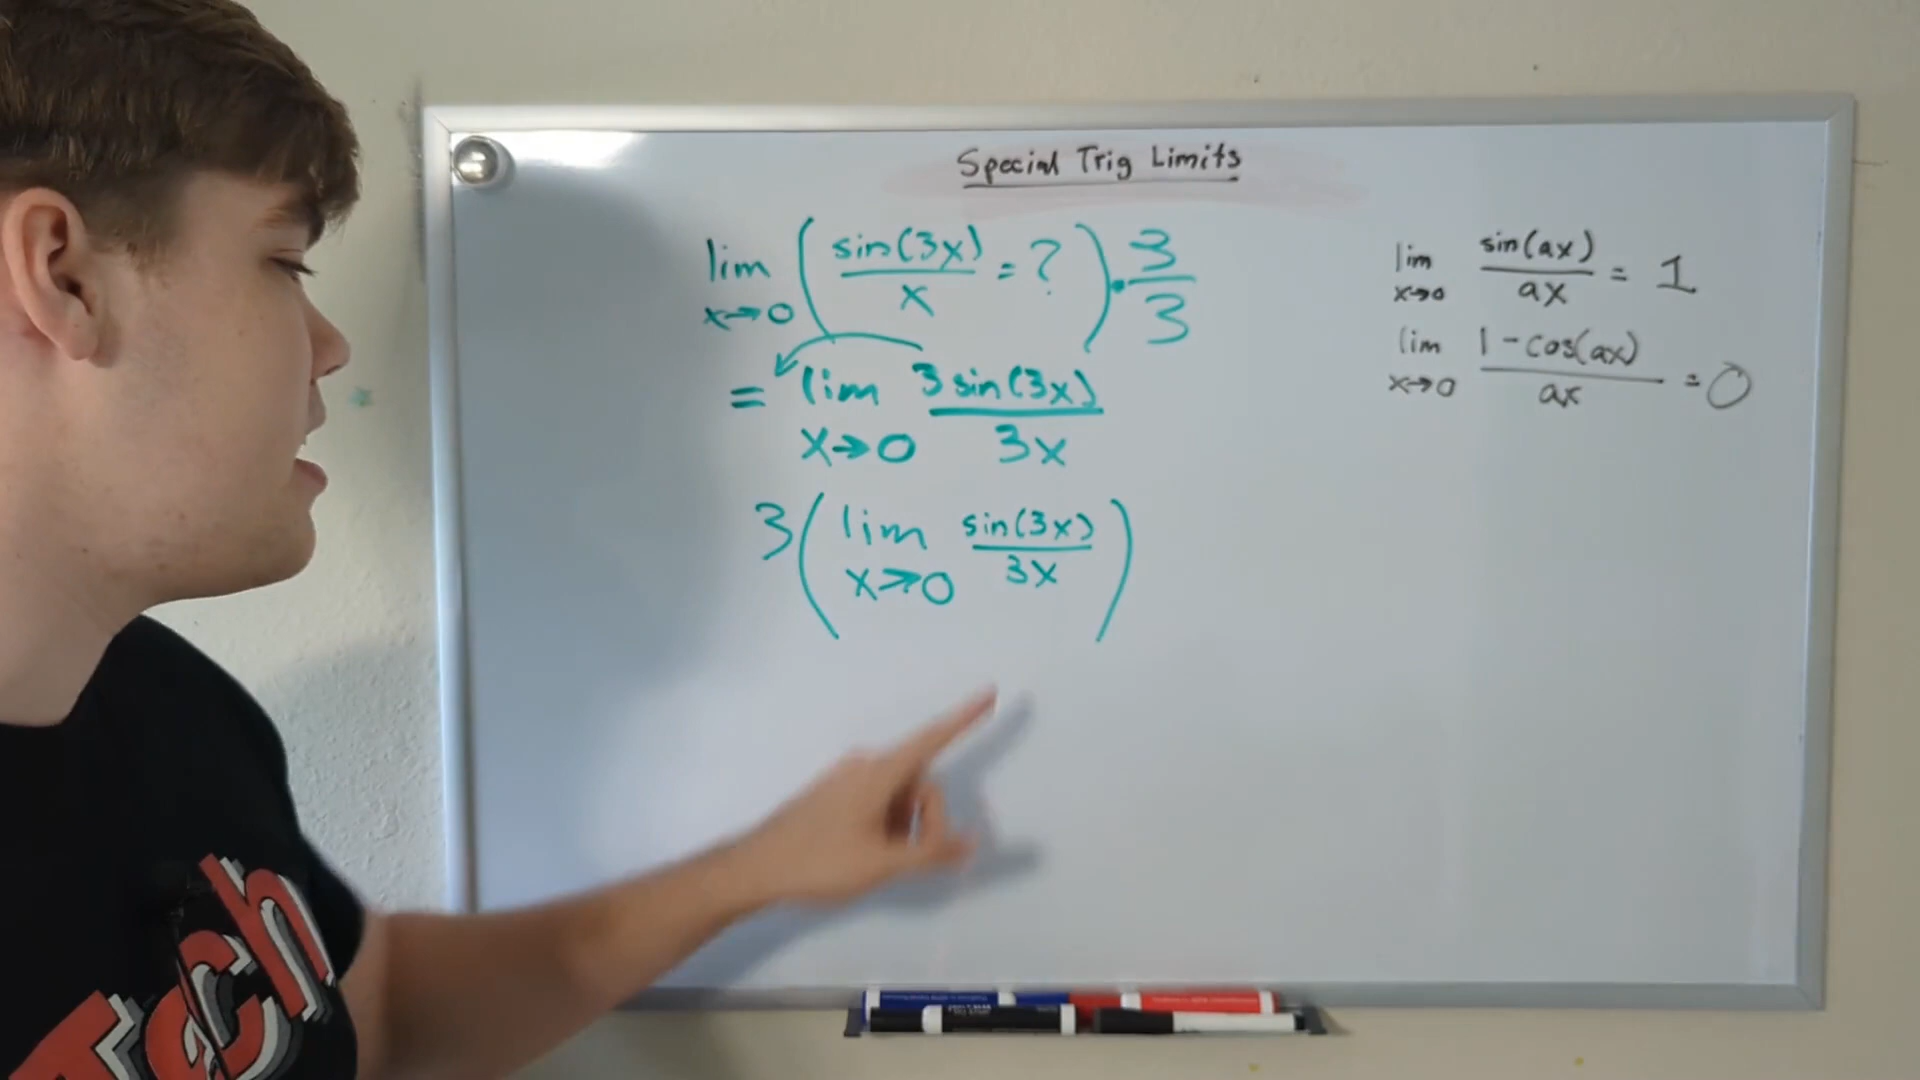 Special Trig Limits
lim x→0 ( sin(3x)/x = ? ) · 3/3
= lim x→0 3 sin(3x)/3x
3 ( lim x→0 sin(3x)/3x )
lim x→0 sin(ax)/ax = 1
lim x→0 1 - cos(ax)/ax = 0
Tech